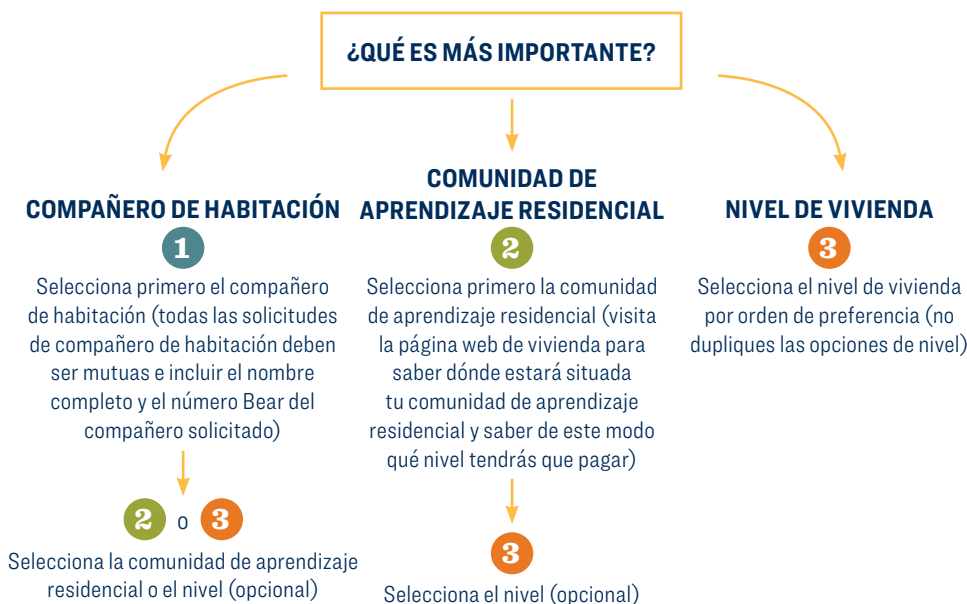 ¿QUÉ ES MÁS IMPORTANTE?
COMPAÑERO DE HABITACIÓN
1
Selecciona primero el compañero
de habitación (todas las solicitudes
de compañero de habitación deben
ser mutuas e incluir el nombre
completo y el número Bear del
compañero solicitado)
2 o 3
Selecciona la comunidad de aprendizaje
residencial o el nivel (opcional)
COMUNIDAD DE
APRENDIZAJE RESIDENCIAL
2
Selecciona primero la comunidad
de aprendizaje residencial (visita
la página web de vivienda para
saber dónde estará situada
tu comunidad de aprendizaje
residencial y saber de este modo
qué nivel tendrás que pagar)
3
Selecciona el nivel (opcional)
NIVEL DE VIVIENDA
3
Selecciona el nivel de vivienda
por orden de preferencia (no
dupliques las opciones de nivel)